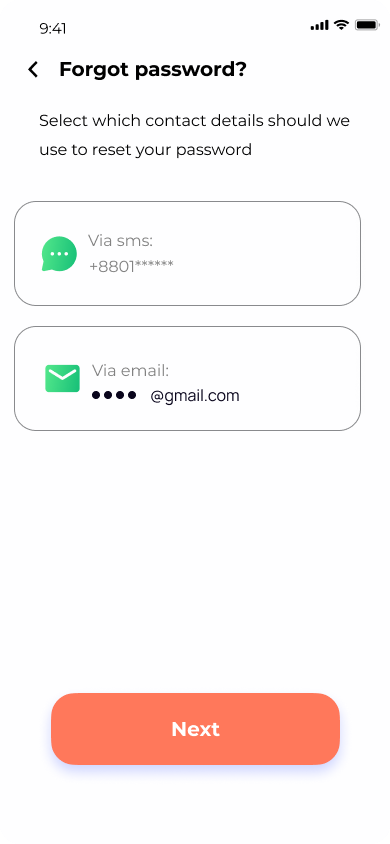 9:41
Forgot password?
Select which contact details should we
use to reset your password
Via sms:
+8801******
Via email:
●●●● @gmail.com
Next